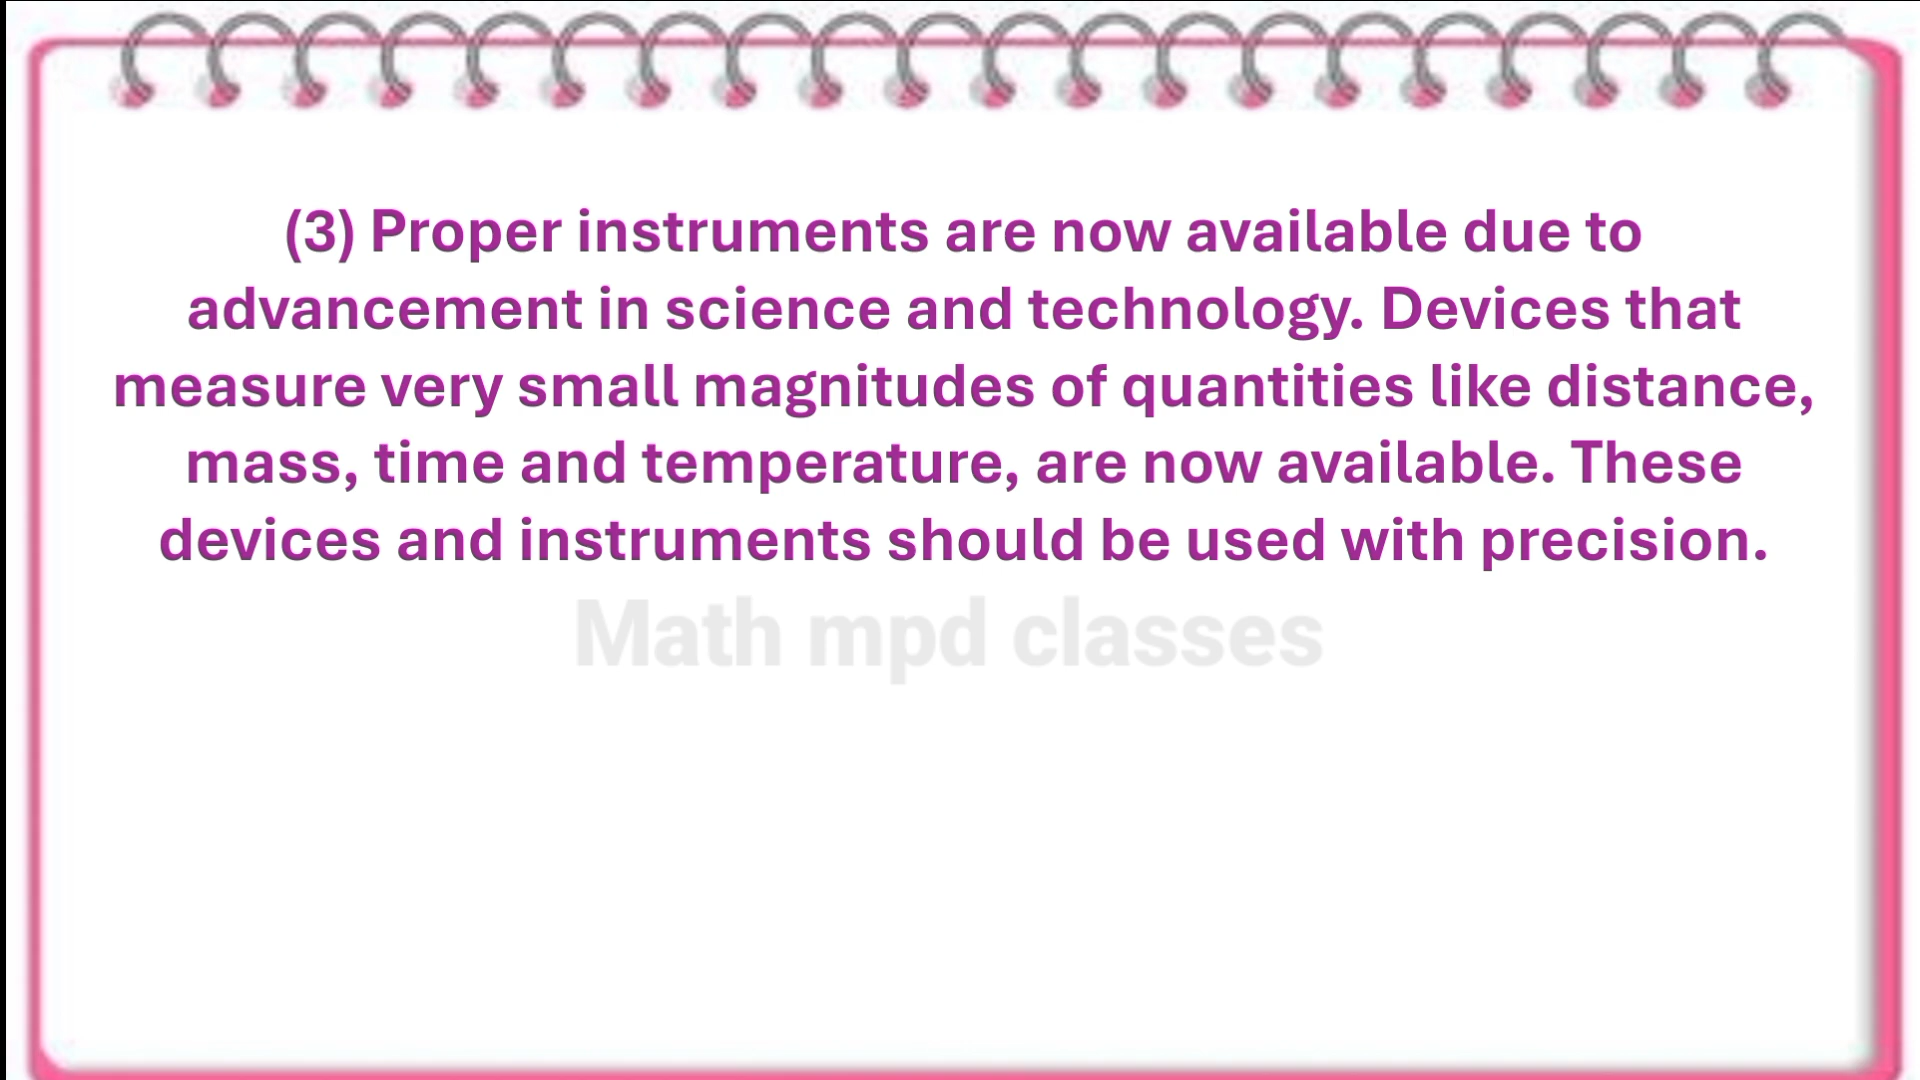 (3) Proper instruments are now available due to
advancement in science and technology. Devices that
measure very small magnitudes of quantities like distance,
mass, time and temperature, are now available. These
devices and instruments should be used with precision.
Math mpd classes